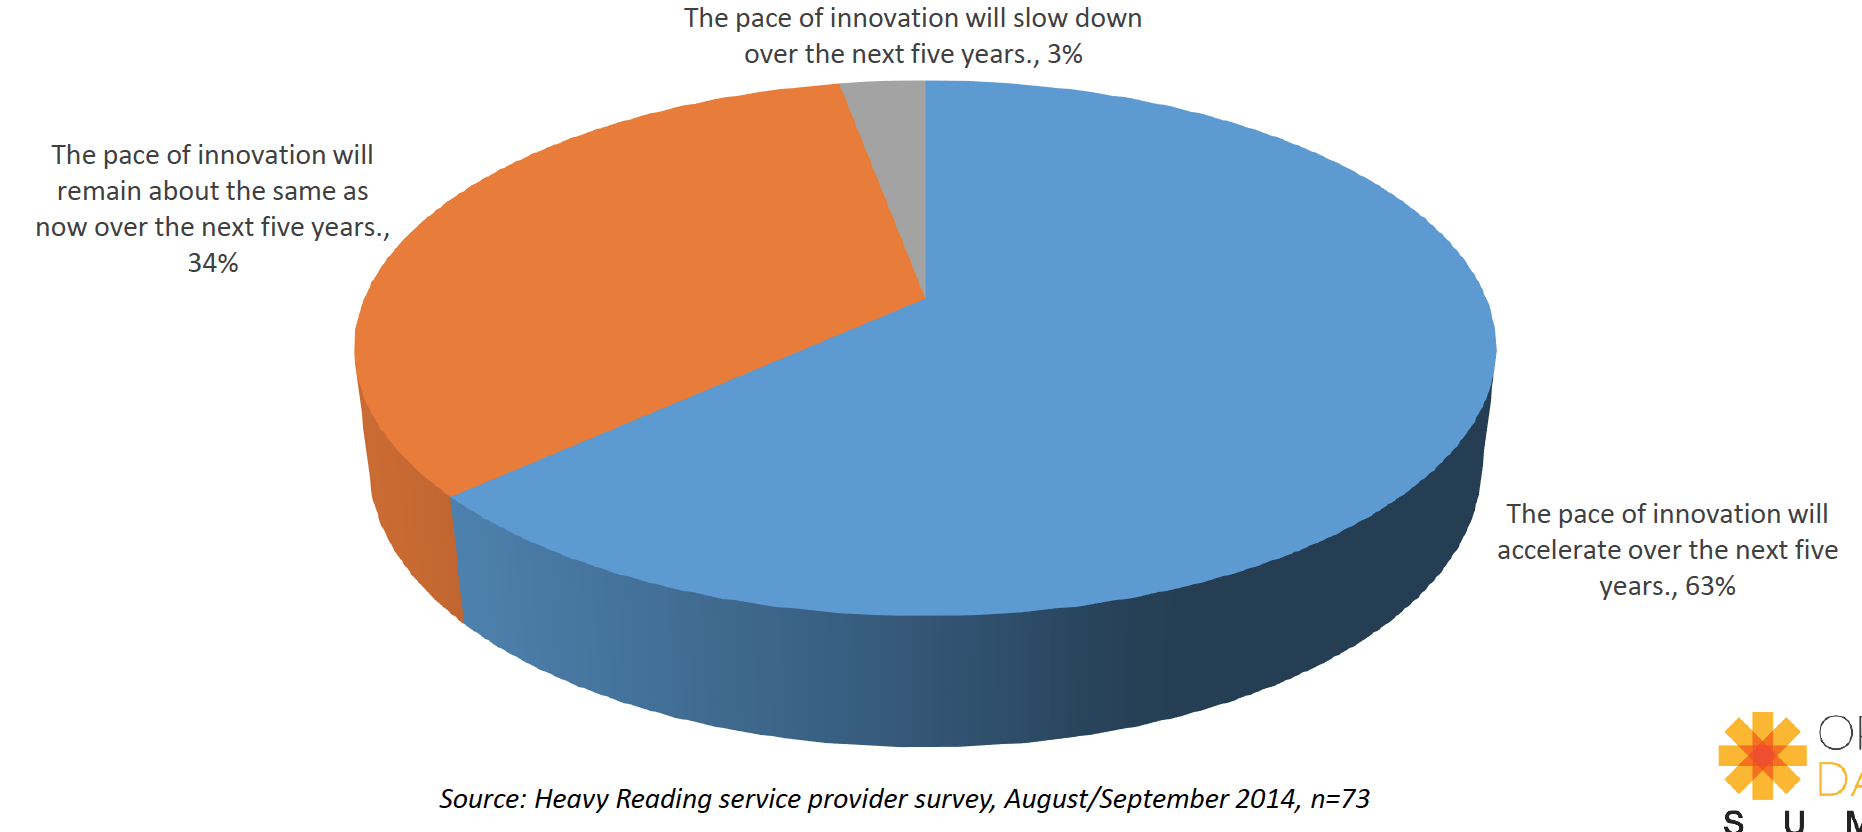 The pace of innovation will slow down
over the next five years., 3%
The pace of innovation will
remain about the same as
now over the next five years.,
34%
The pace of innovation will
accelerate over the next five
years., 63%
Source: Heavy Reading service provider survey, August/September 2014, n=73
S U